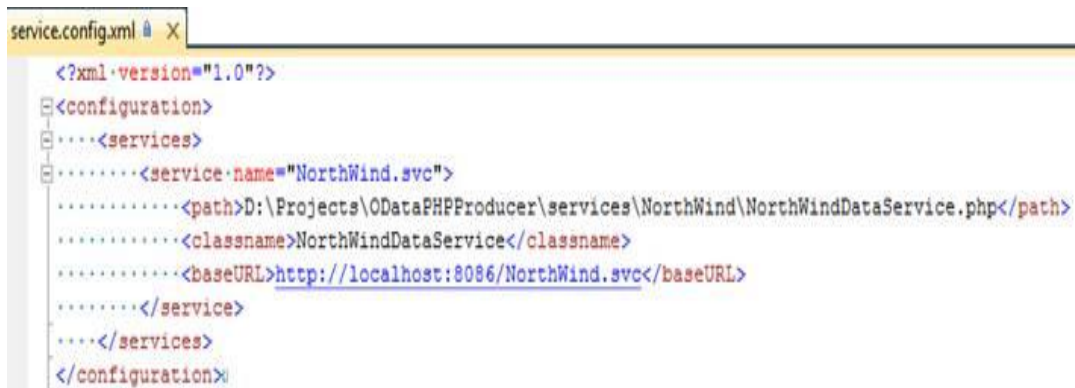 service.config.xml
<?xml version="1.0"?>
<configuration>
    <services>
        <service name="NorthWind.svc">
            <path>D:\Projects\ODataPHPProducer\services\NorthWind\NorthWindDataService.php</path>
            <classname>NorthWindDataService</classname>
            <baseURL>http://localhost:8086/NorthWind.svc</baseURL>
        </service>
    </services>
</configuration>